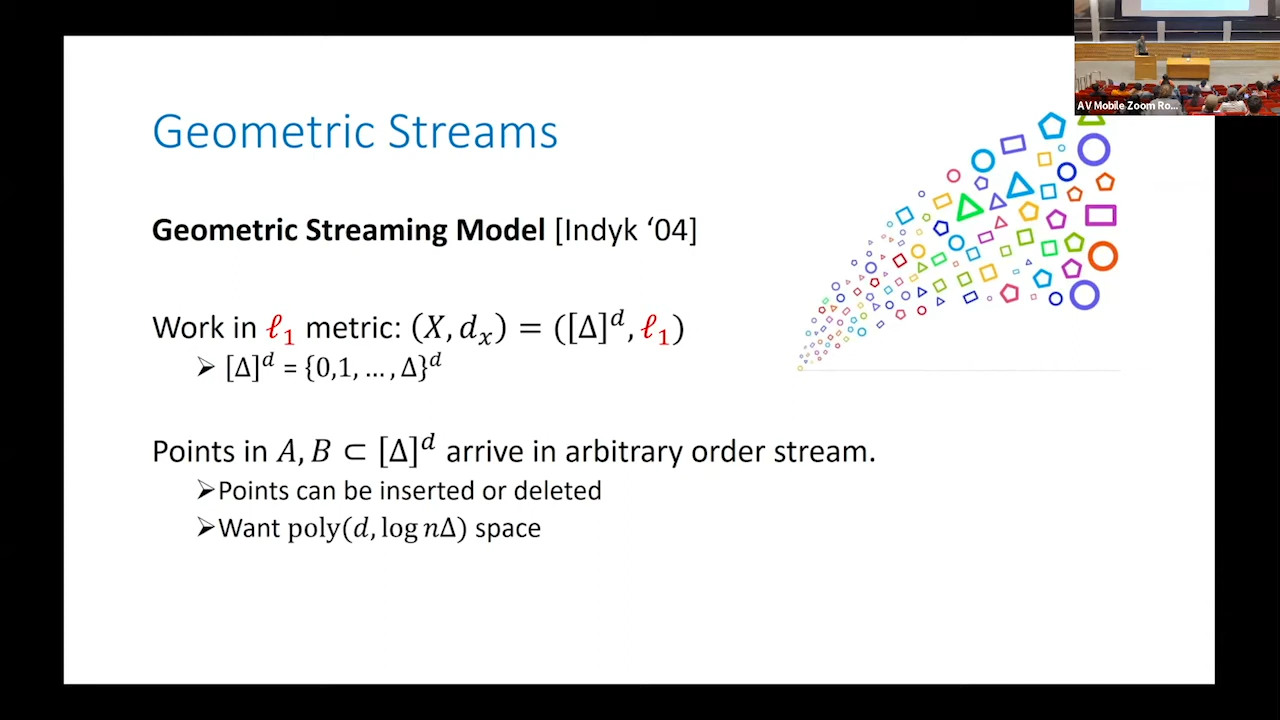 AV Mobile Zoom Ro...
Geometric Streams
Geometric Streaming Model [Indyk ‘04]
Work in ℓ₁ metric: (X, dₓ) = ([Δ]ᵈ, ℓ₁)
➢ [Δ]ᵈ = {0,1, … , Δ}ᵈ
Points in A, B ⊂ [Δ]ᵈ arrive in arbitrary order stream.
➢Points can be inserted or deleted
➢Want poly(d, log nΔ) space